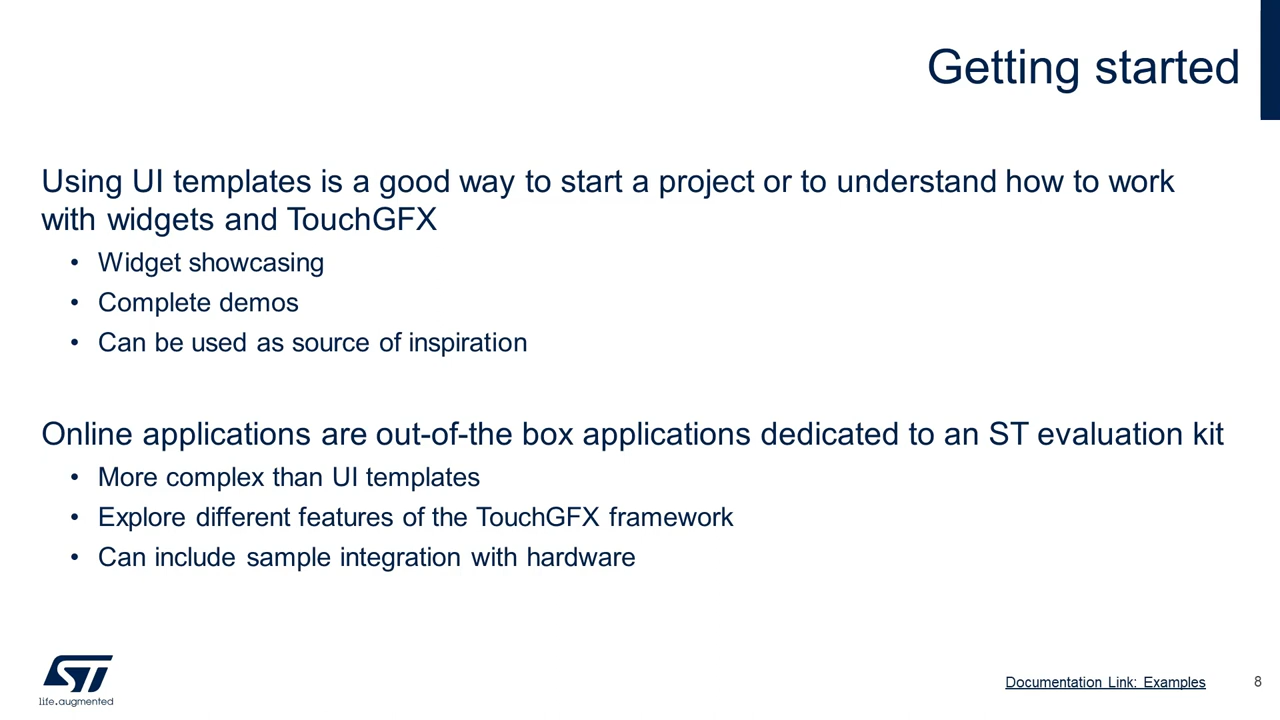 Getting started
Using UI templates is a good way to start a project or to understand how to work
with widgets and TouchGFX
• Widget showcasing
• Complete demos
• Can be used as source of inspiration
Online applications are out-of-the box applications dedicated to an ST evaluation kit
• More complex than UI templates
• Explore different features of the TouchGFX framework
• Can include sample integration with hardware
ST
life.augmented
Documentation Link: Examples
8